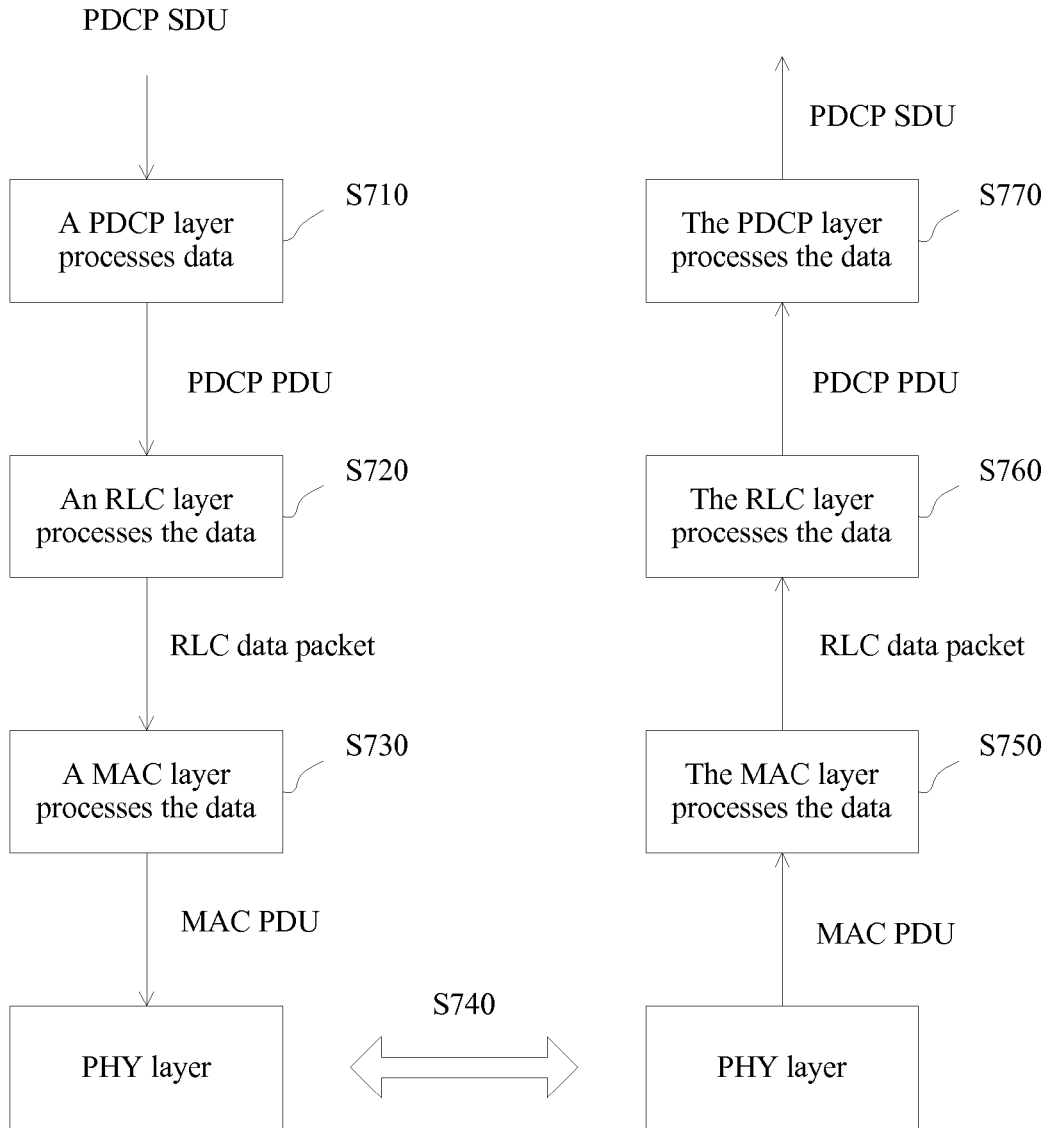 PDCP SDU
A PDCP layer
processes data
S710
PDCP PDU
An RLC layer
processes the data
S720
RLC data packet
A MAC layer
processes the data
S730
MAC PDU
PHY layer
S740
PDCP SDU
The PDCP layer
processes the data
S770
PDCP PDU
The RLC layer
processes the data
S760
RLC data packet
The MAC layer
processes the data
S750
MAC PDU
PHY layer